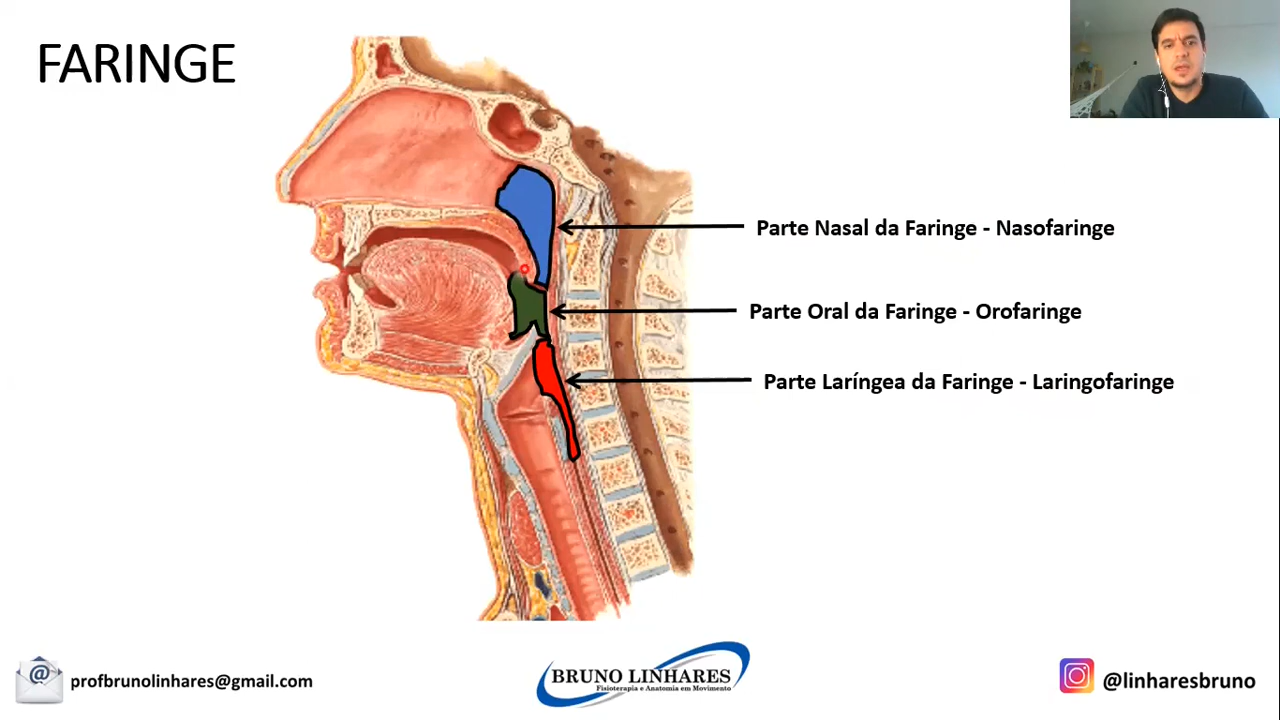 FARINGE
Parte Nasal da Faringe - Nasofaringe
Parte Oral da Faringe - Orofaringe
Parte Laríngea da Faringe - Laringofaringe
@
profbrunolinhares@gmail.com
BRUNO LINHARES
Fisioterapia e Anatomia em Movimento
@linharesbruno